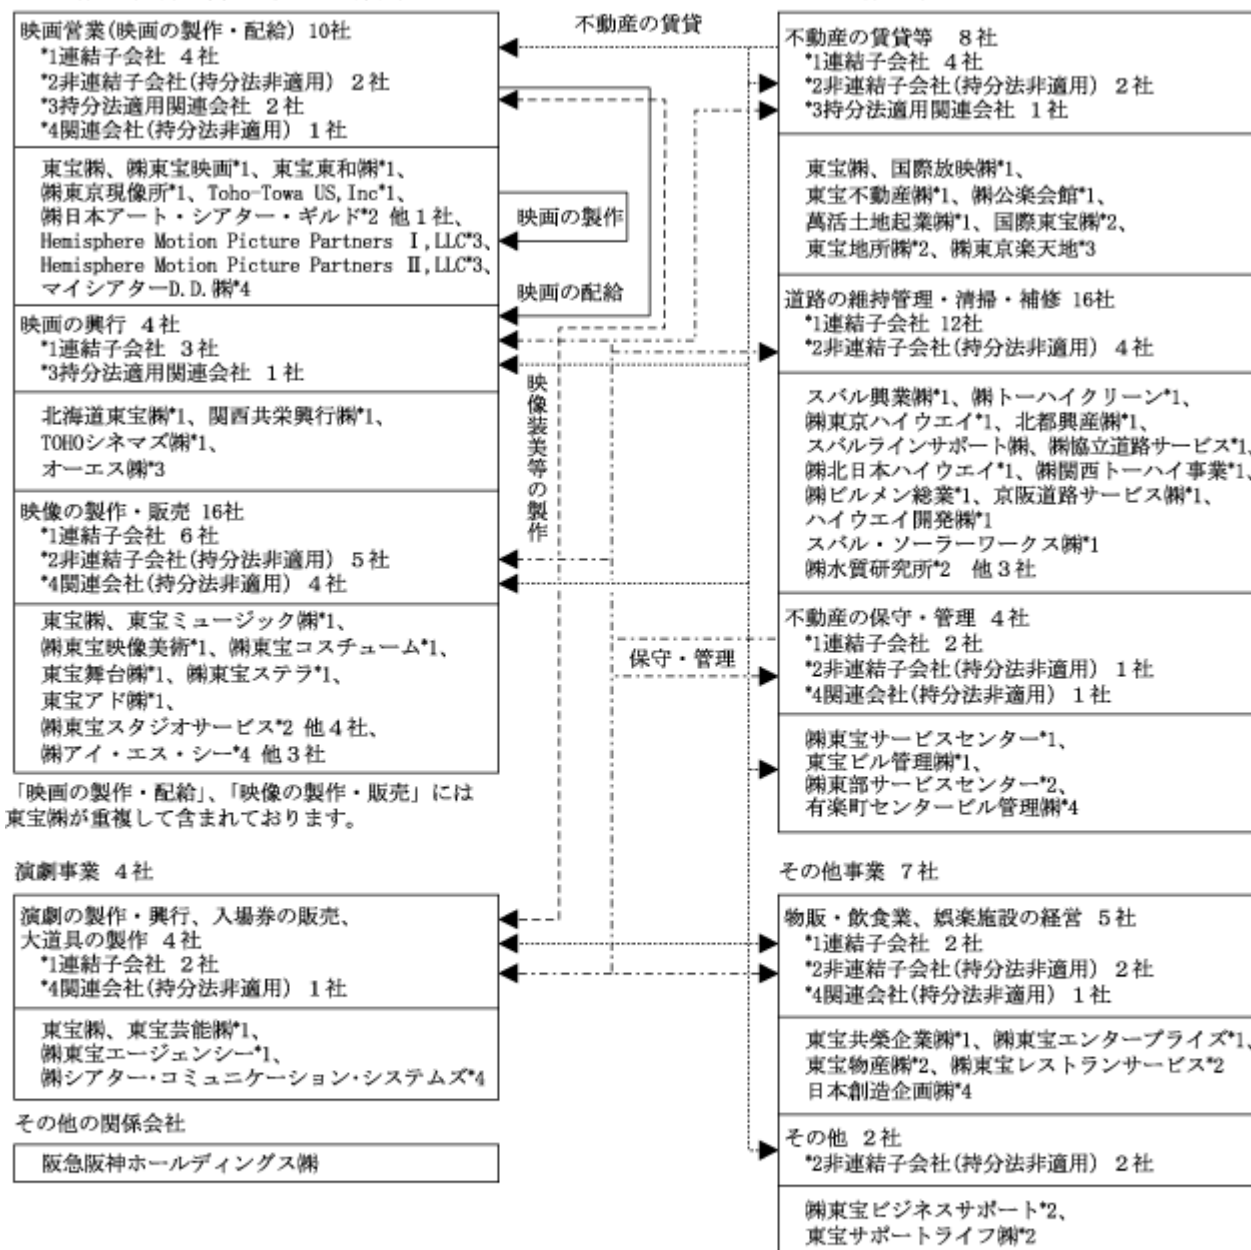 映画営業(映画の製作・配給) 10社
*1連結子会社 4社
*2非連結子会社(持分法非適用) 2社
*3持分法適用関連会社 2社
*4関連会社(持分法非適用) 1社
東宝㈱、㈱東宝映画*1、東宝東和㈱*1、
㈱東京現像所*1、Toho-Towa US,Inc*1、
㈱日本アート・シアター・ギルド*2 他1社、
Hemisphere Motion Picture Partners Ⅰ,LLC*3、
Hemisphere Motion Picture Partners Ⅱ,LLC*3、
マイシアターD.D.㈱*4
映画の興行 4社
*1連結子会社 3社
*3持分法適用関連会社 1社
北海道東宝㈱*1、関西共栄興行㈱*1、
TOHOシネマズ㈱*1、
オーエス㈱*3
映像の製作・販売 16社
*1連結子会社 6社
*2非連結子会社(持分法非適用) 5社
*4関連会社(持分法非適用) 4社
東宝㈱、東宝ミュージック㈱*1、
㈱東宝映像美術*1、㈱東宝コスチューム*1、
東宝舞台㈱*1、㈱東宝ステラ*1、
東宝アド㈱*1、
㈱東宝スタジオサービス*2 他4社、
㈱アイ・エス・シー*4 他3社
「映画の製作・配給」、「映像の製作・販売」には
東宝㈱が重複して含まれております。
演劇事業 4社
演劇の製作・興行、入場券の販売、
大道具の製作 4社
*1連結子会社 2社
*4関連会社(持分法非適用) 1社
東宝㈱、東宝芸能㈱*1、
㈱東宝エージェンシー*1、
㈱シアター・コミュニケーション・システムズ*4
その他の関係会社
阪急阪神ホールディングス㈱
不動産の賃貸
映画の製作
映画の配給
映像装美等の製作
保守・管理
不動産の賃貸等 8社
*1連結子会社 4社
*2非連結子会社(持分法非適用) 2社
*3持分法適用関連会社 1社
東宝㈱、国際放映㈱*1、
東宝不動産㈱*1、㈱公楽会館*1、
萬活土地起業㈱*1、国際東宝㈱*2、
東宝地所㈱*2、㈱東京楽天地*3
道路の維持管理・清掃・補修 16社
*1連結子会社 12社
*2非連結子会社(持分法非適用) 4社
スバル興業㈱*1、㈱トーハイクリーン*1、
㈱東京ハイウエイ*1、北都興産㈱*1、
スバルラインサポート㈱、㈱協立道路サービス*1、
㈱北日本ハイウエイ*1、㈱関西トーハイ事業*1、
㈱ビルメン総業*1、京阪道路サービス㈱*1、
ハイウエイ開発㈱*1
スバル・ソーラーワークス㈱*1
㈱水質研究所*2 他3社
不動産の保守・管理 4社
*1連結子会社 2社
*2非連結子会社(持分法非適用) 1社
*4関連会社(持分法非適用) 1社
㈱東宝サービスセンター*1、
東宝ビル管理㈱*1、
㈱東部サービスセンター*2、
有楽町センタービル管理㈱*4
その他事業 7社
物販・飲食業、娯楽施設の経営 5社
*1連結子会社 2社
*2非連結子会社(持分法非適用) 2社
*4関連会社(持分法非適用) 1社
東宝共榮企業㈱*1、㈱東宝エンタープライズ*1、
東宝物産㈱*2、㈱東宝レストランサービス*2
日本創造企画㈱*4
その他 2社
*2非連結子会社(持分法非適用) 2社
㈱東宝ビジネスサポート*2、
東宝サポートライフ㈱*2